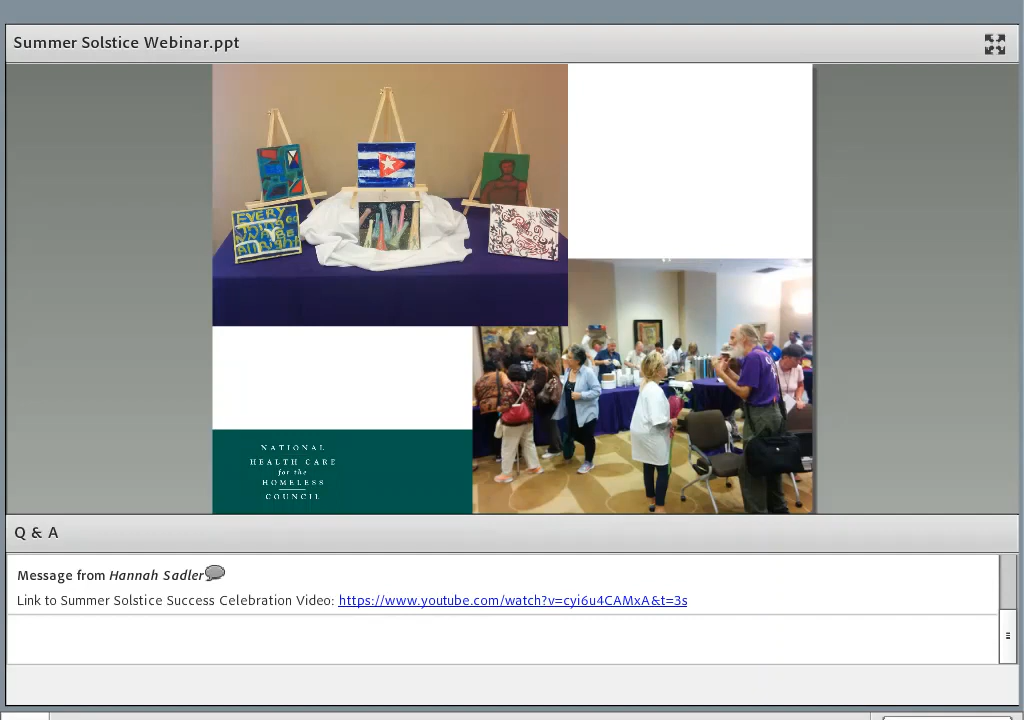 Summer Solstice Webinar.ppt
EVERY
NATIONAL
HEALTH CARE
for the
HOMELESS
COUNCIL
Q & A
Message from Hannah Sadler
Link to Summer Solstice Success Celebration Video: https://www.youtube.com/watch?v=cyi6u4CAMxA&t=3s